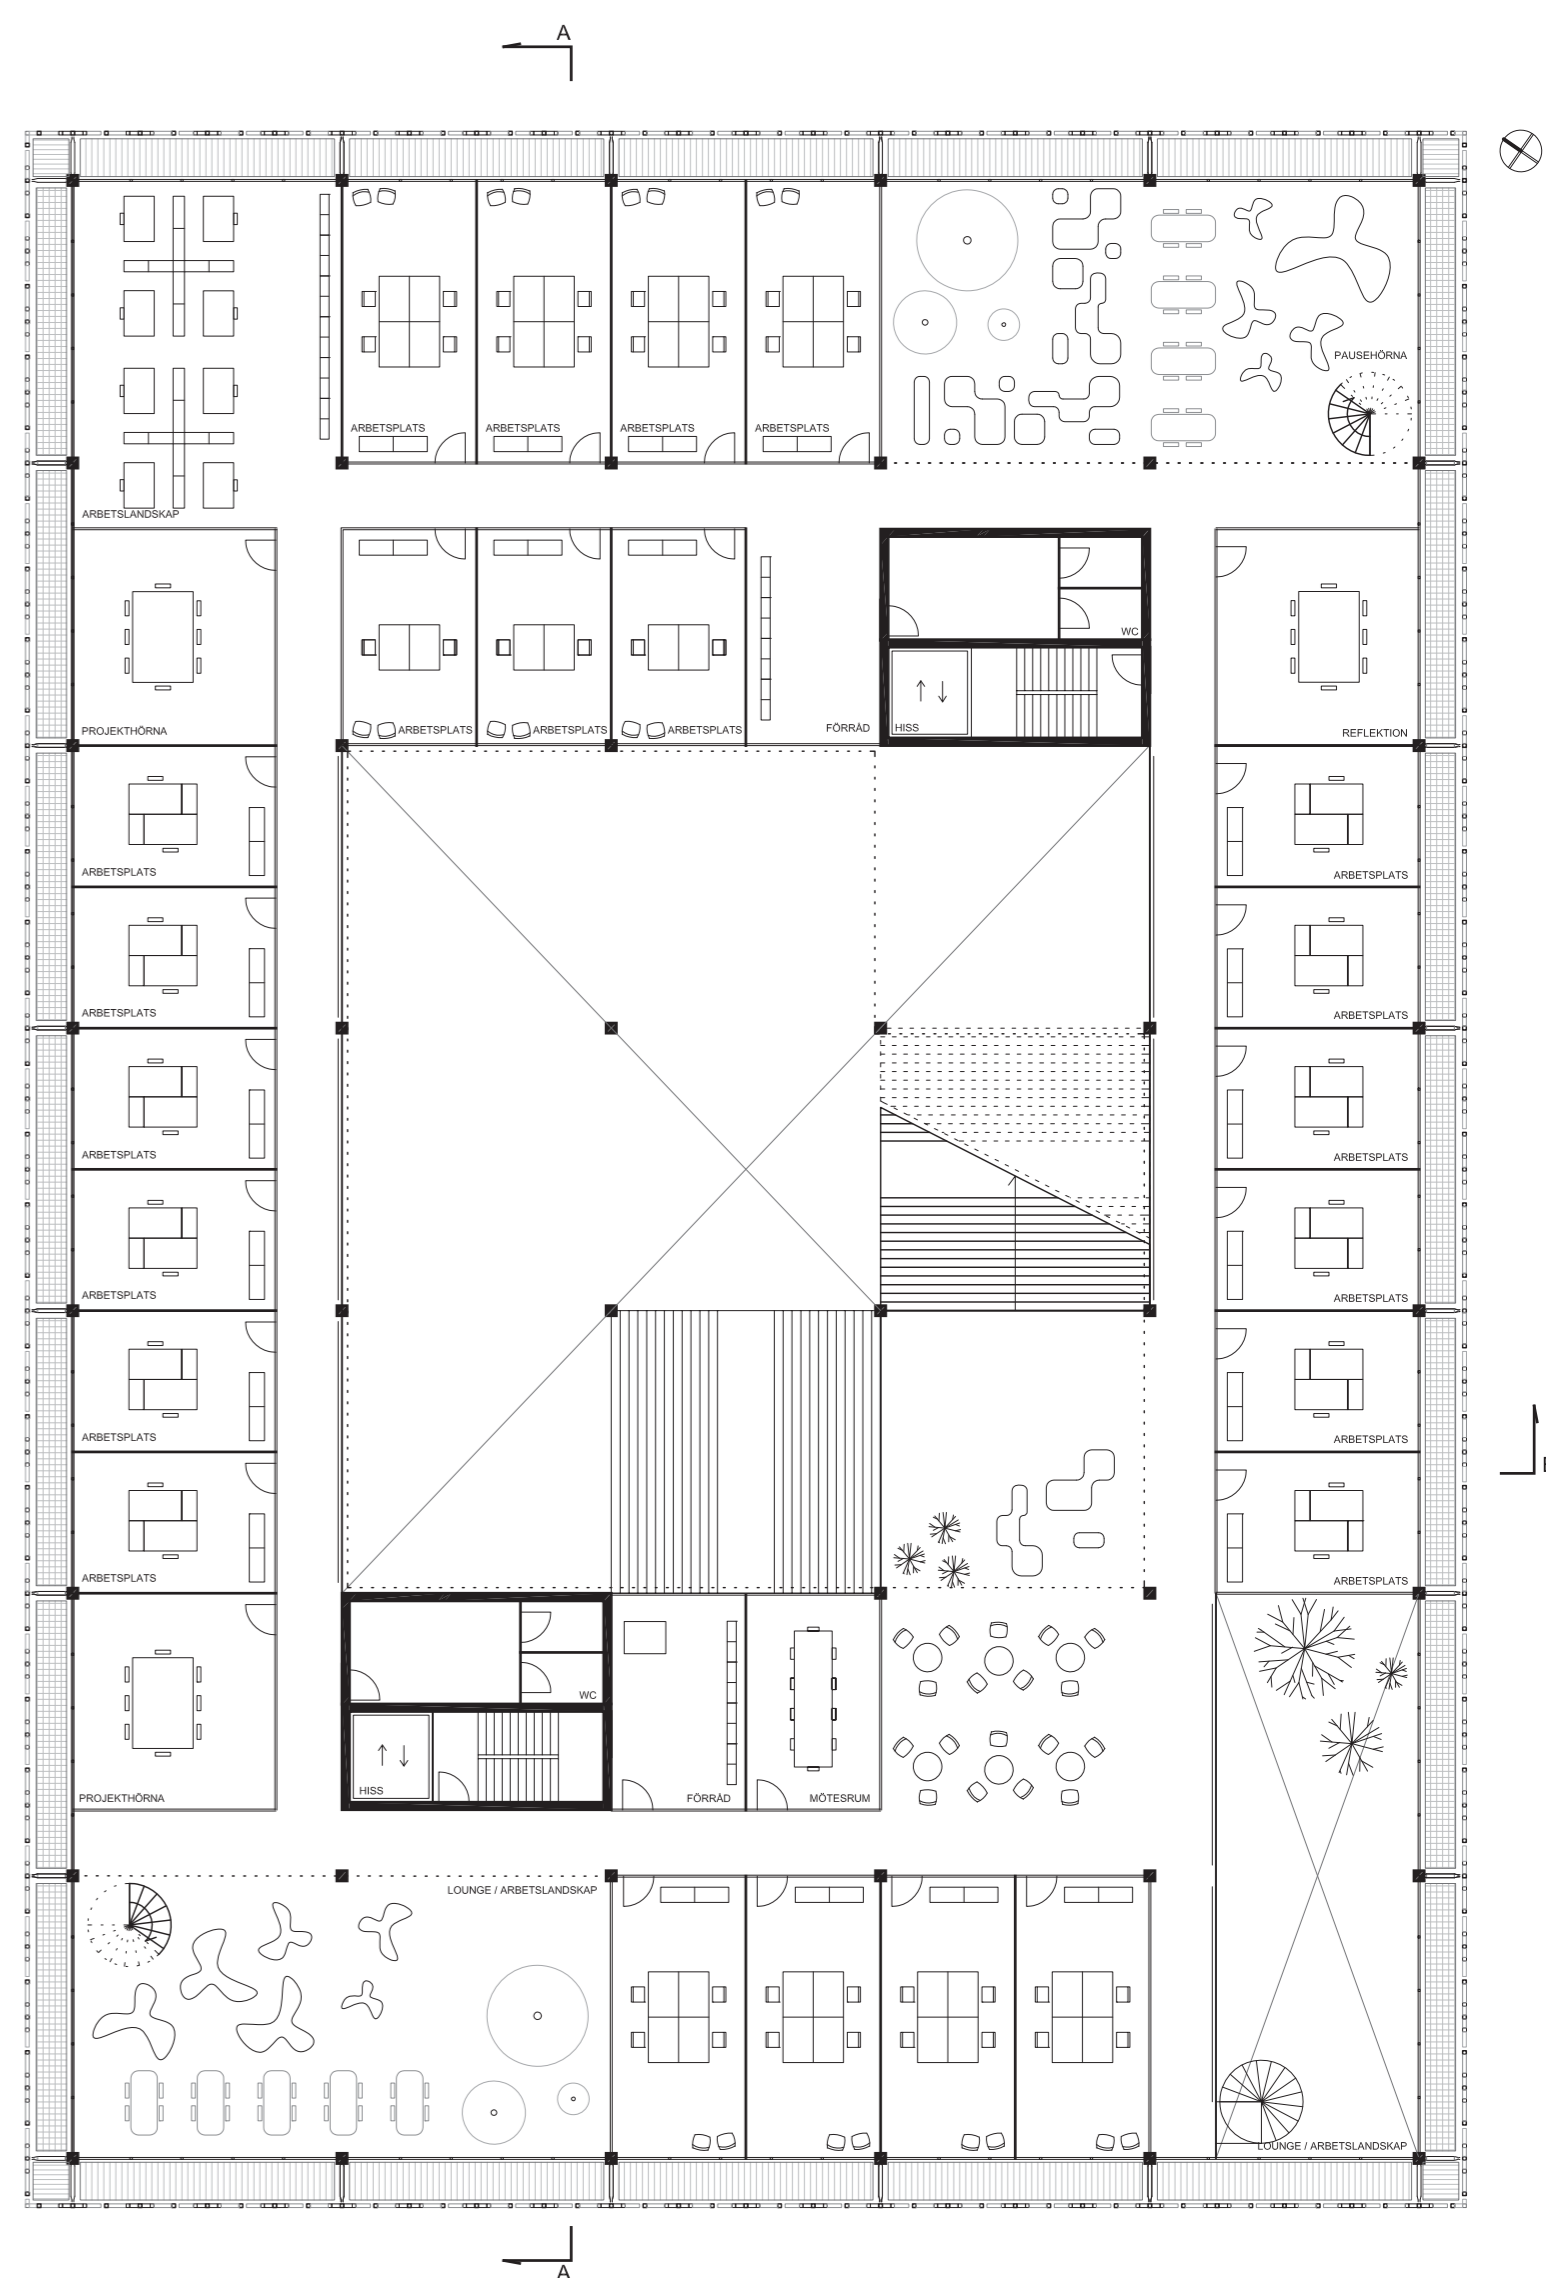 A
PAUSEHÖRNA
ARBETSPLATS
ARBETSPLATS
ARBETSPLATS
ARBETSPLATS
ARBETSLANDSKAP
WC
PROJEKTHÖRNA
ARBETSPLATS
ARBETSPLATS
ARBETSPLATS
FÖRRÅD
HISS
REFLEKTION
ARBETSPLATS
ARBETSPLATS
ARBETSPLATS
ARBETSPLATS
ARBETSPLATS
ARBETSPLATS
ARBETSPLATS
ARBETSPLATS
ARBETSPLATS
ARBETSPLATS
ARBETSPLATS
ARBETSPLATS
WC
HISS
PROJEKTHÖRNA
FÖRRÅD
MÖTESRUM
LOUNGE / ARBETSLANDSKAP
LOUNGE / ARBETSLANDSKAP
A